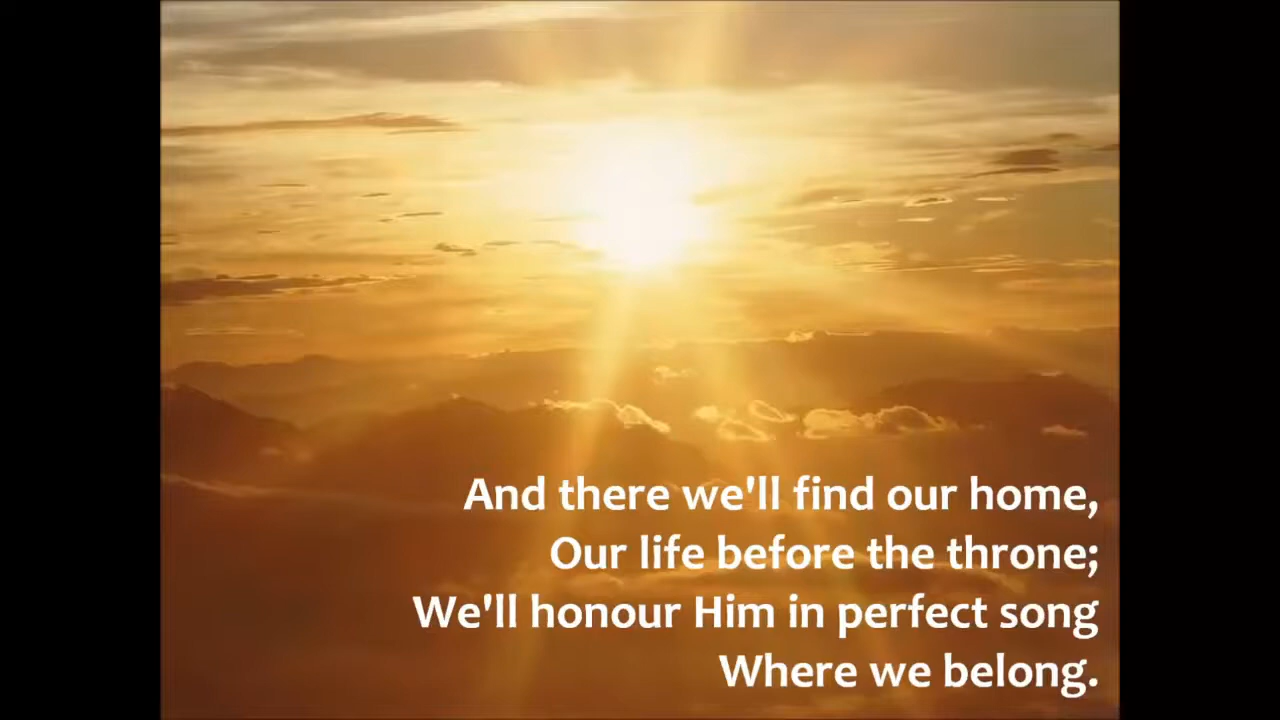 And there we'll find our home,
Our life before the throne;
We'll honour Him in perfect song
Where we belong.